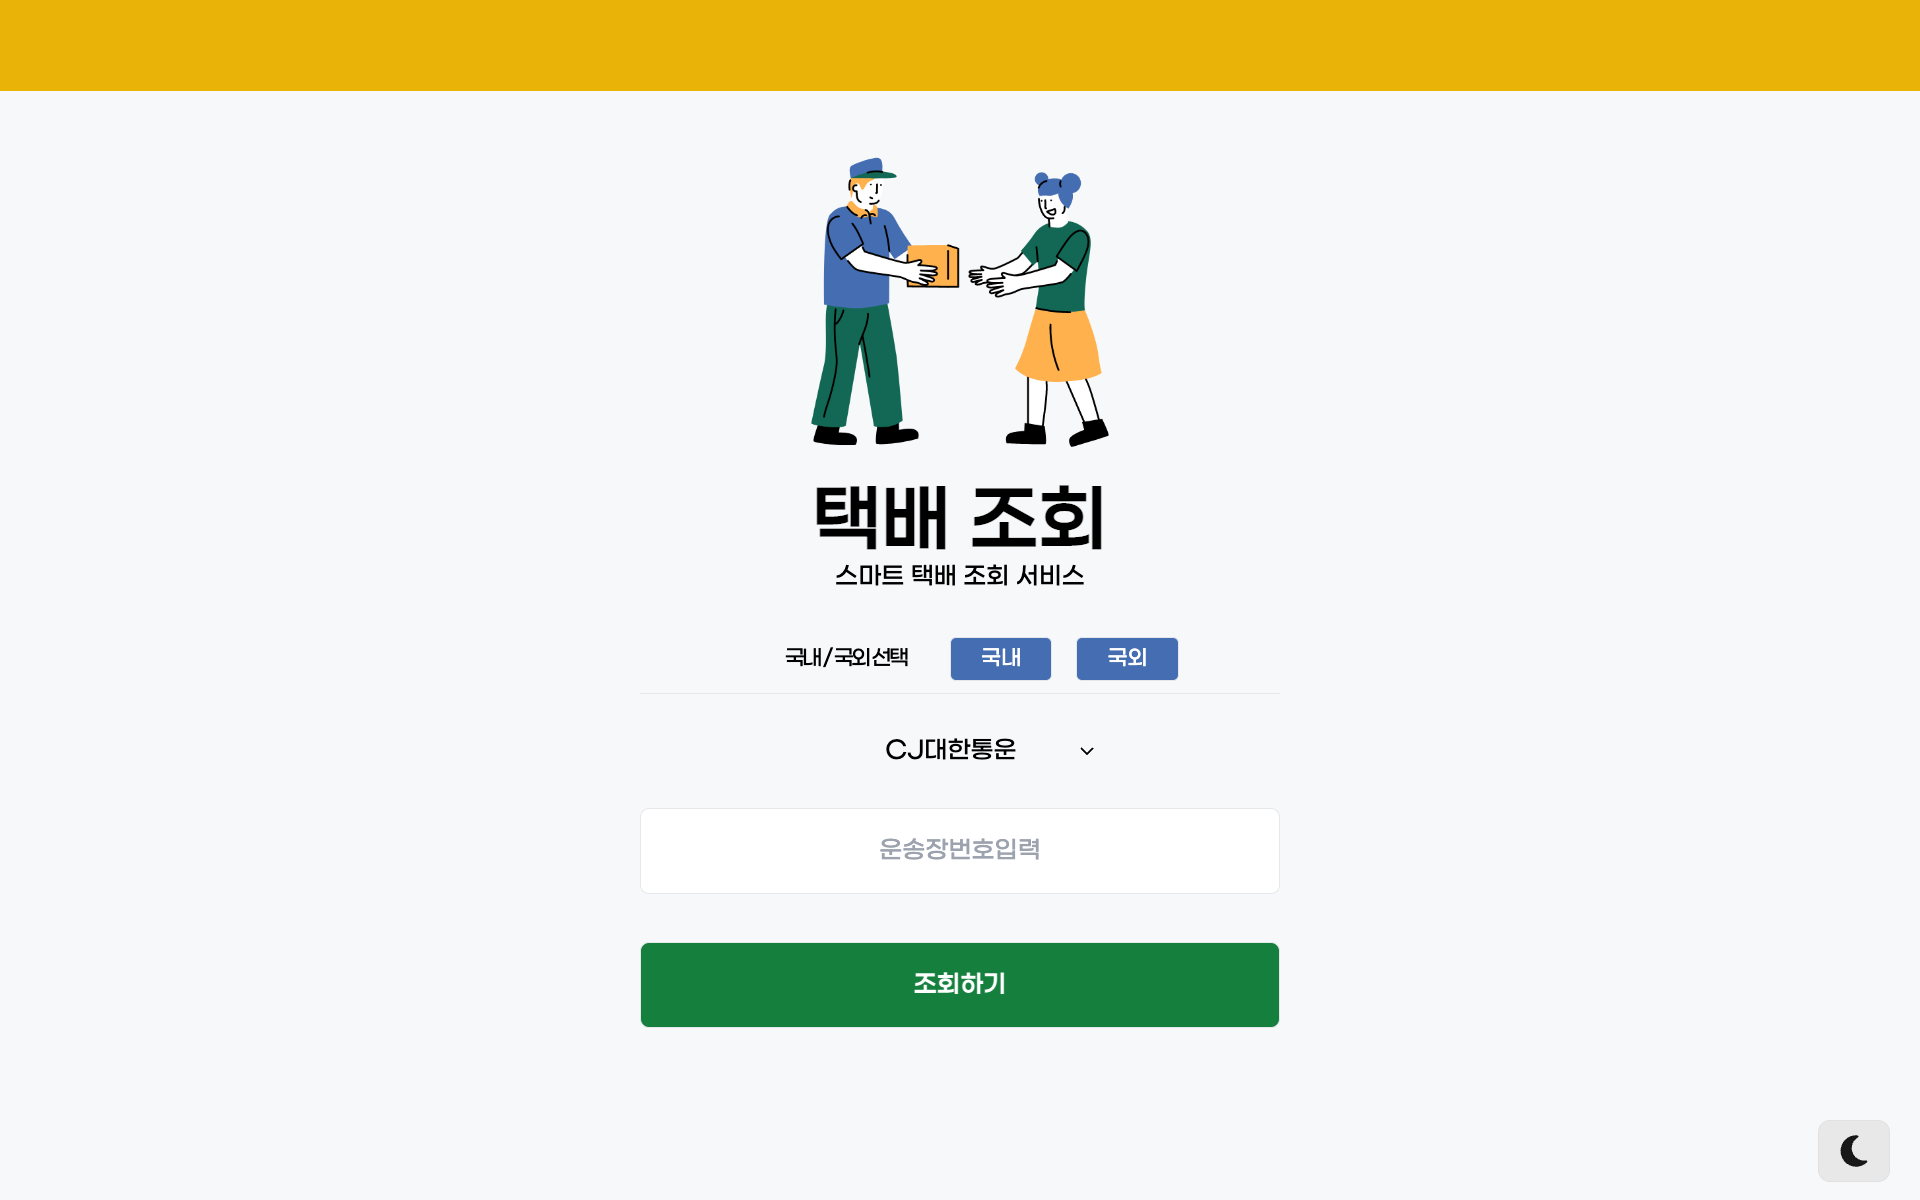 택배 조회
스마트 택배 조회 서비스
국내/국외선택 국내 국외
CJ대한통운
운송장번호입력
조회하기